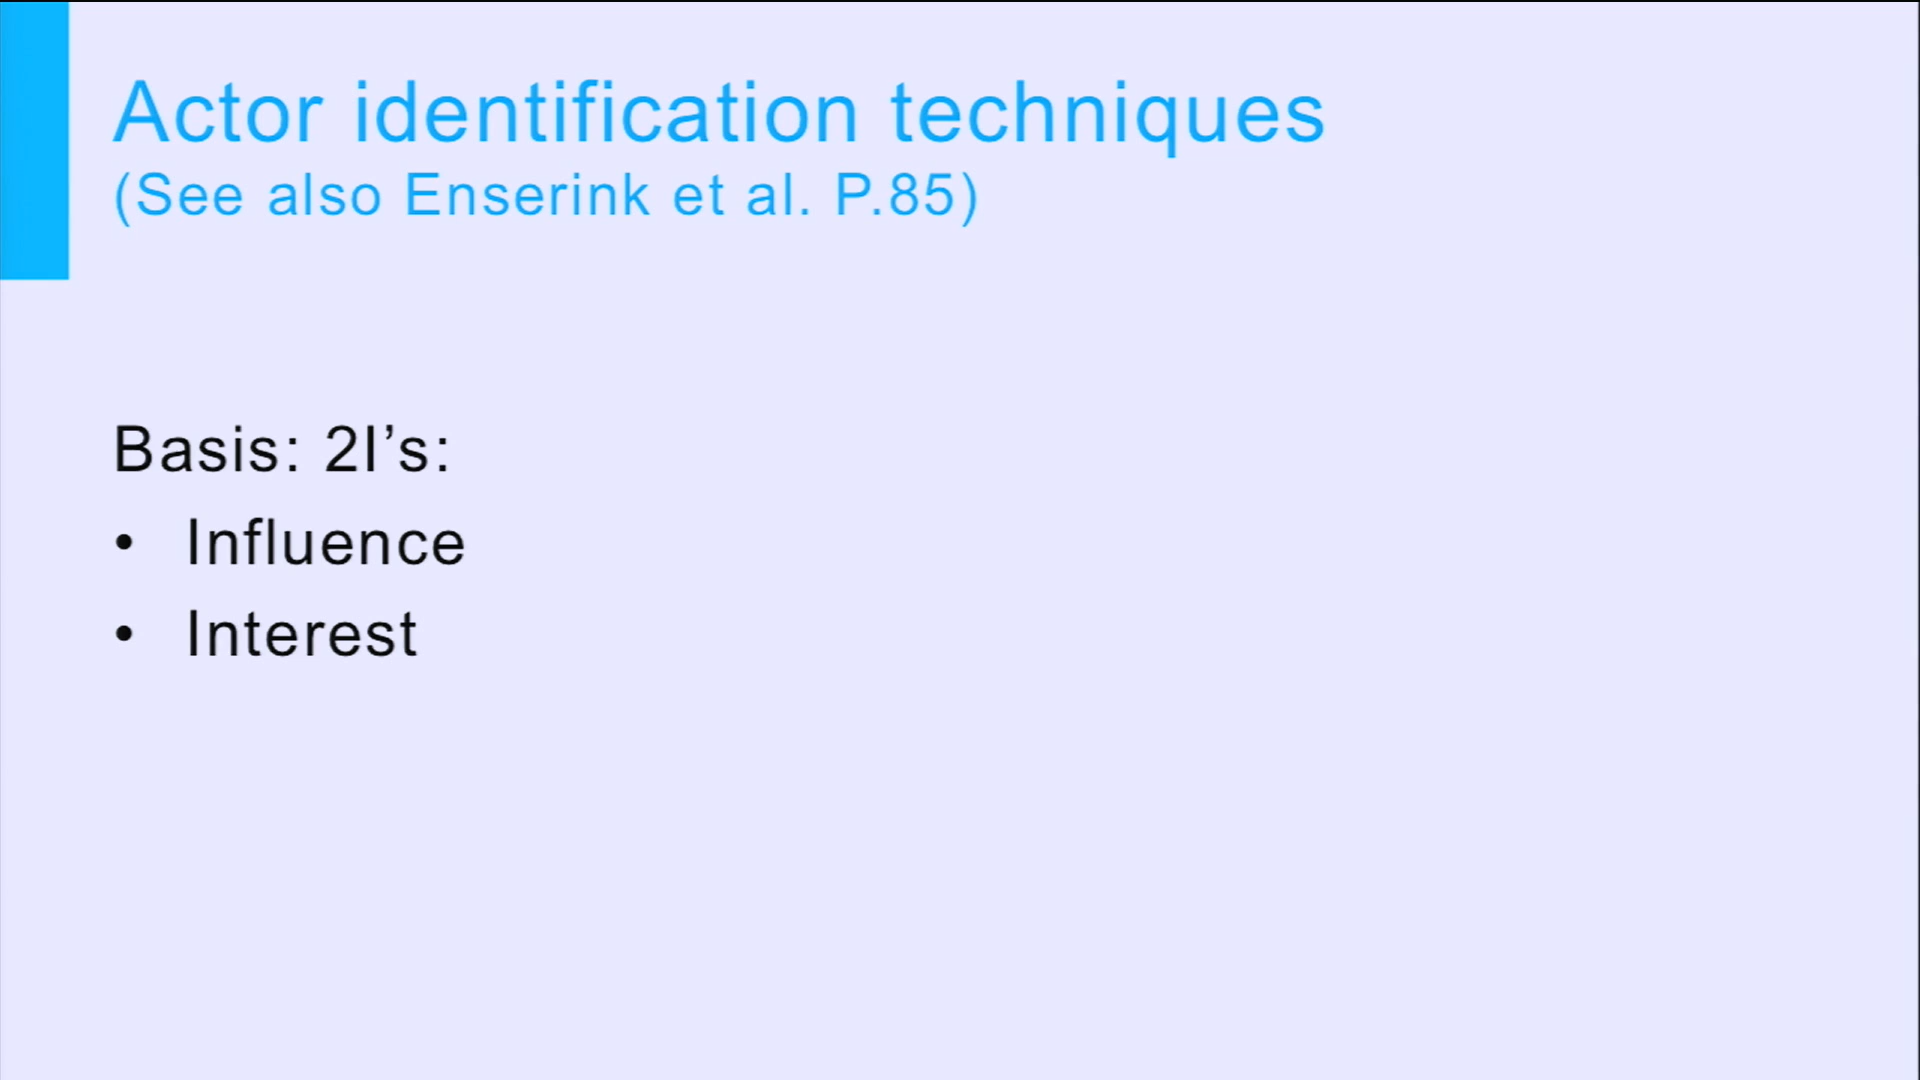 Actor identification techniques
(See also Enserink et al. P.85)
Basis: 2I’s:
• Influence
• Interest